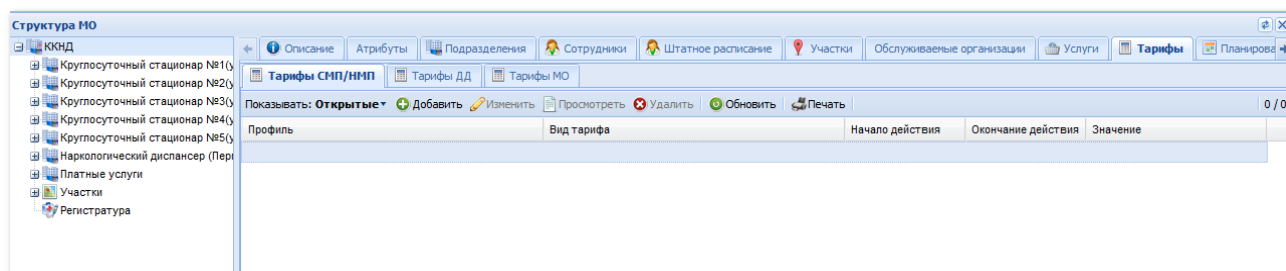 Структура МО
ККНД
Круглосуточный стационар №1(у
Круглосуточный стационар №2(у
Круглосуточный стационар №3(у
Круглосуточный стационар №4(у
Круглосуточный стационар №5(у
Наркологический диспансер (Пер
Платные услуги
Участки
Регистратура
Описание Атрибуты Подразделения Сотрудники Штатное расписание Участки Обслуживаемые организации Услуги Тарифы Планирова
Тарифы СМП/НМП Тарифы ДД Тарифы МО
Показывать: Открытые Добавить Изменить Просмотреть Удалить Обновить Печать 0 / 0
Профиль Вид тарифа Начало действия Окончание действия Значение